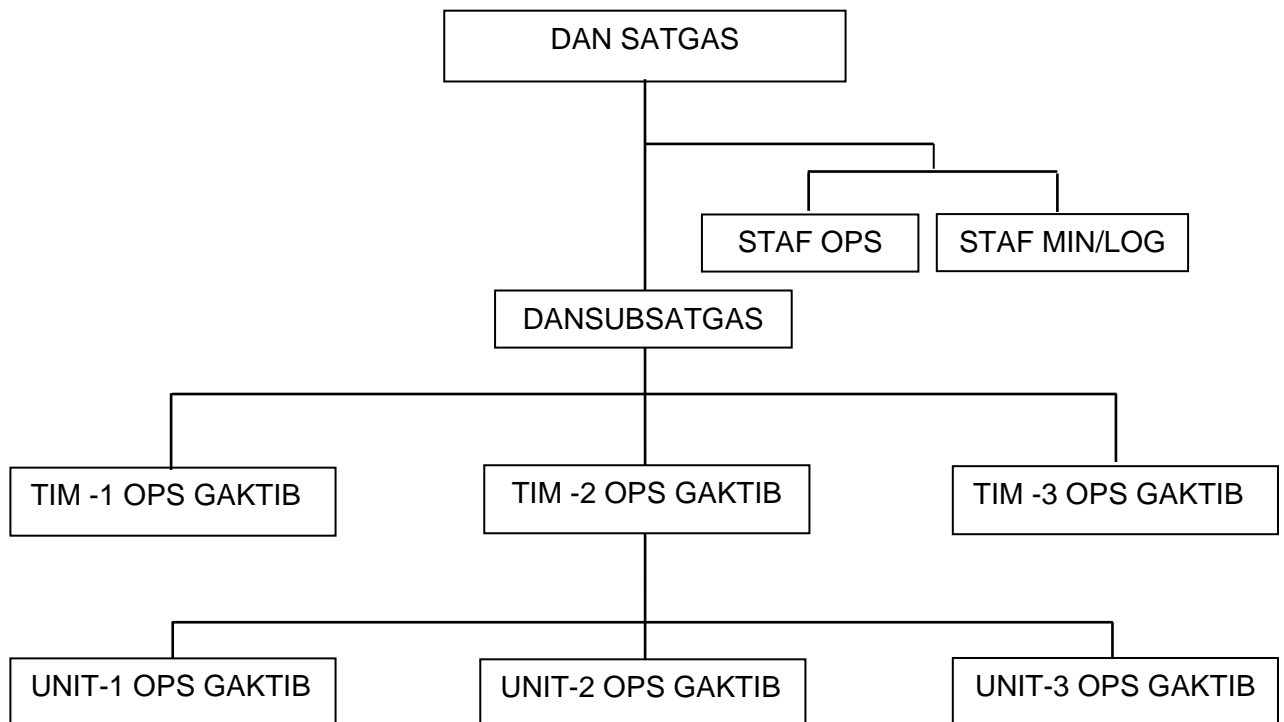 DAN SATGAS
STAF OPS
STAF MIN/LOG
DANSUBSATGAS
TIM -1 OPS GAKTIB
TIM -2 OPS GAKTIB
TIM -3 OPS GAKTIB
UNIT-1 OPS GAKTIB
UNIT-2 OPS GAKTIB
UNIT-3 OPS GAKTIB